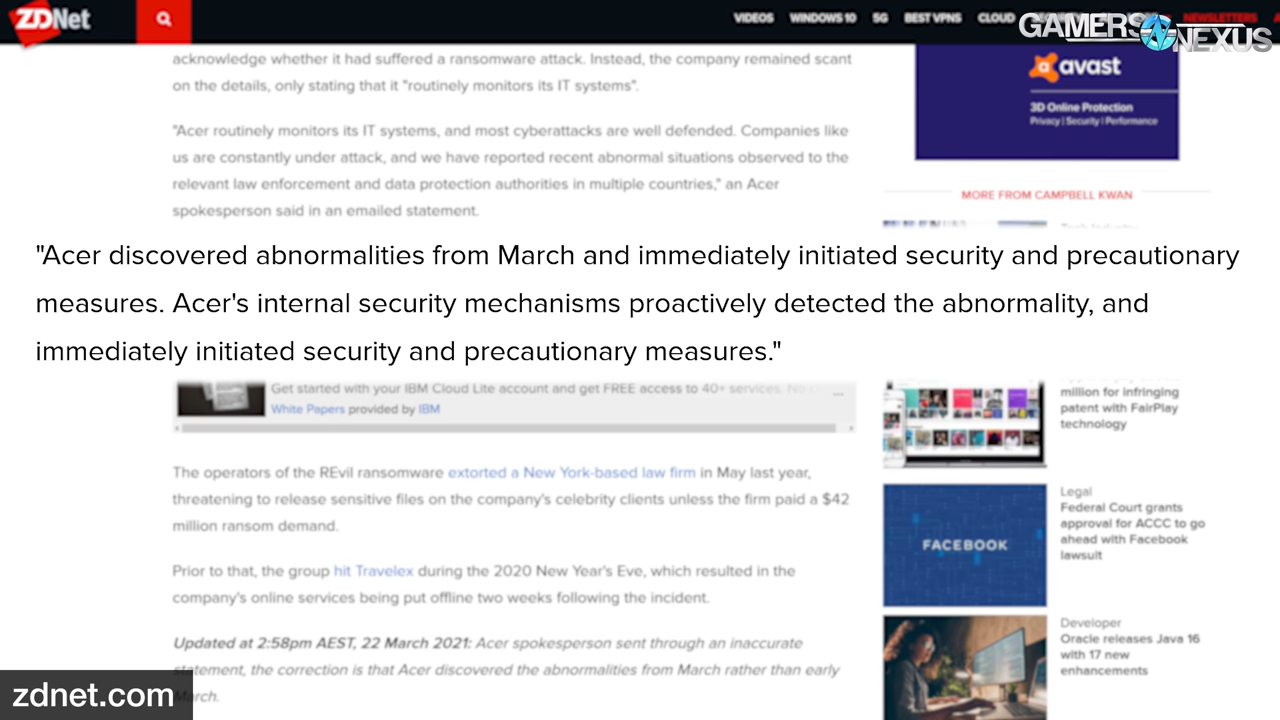 ZDNet
VIDEOS WINDOWS 10 5G BEST VPNS CLOUD NEWSLETTERS
GAMERS NEXUS
acknowledge whether it had suffered a ransomware attack. Instead, the company remained scant
on the details, only stating that it "routinely monitors its IT systems".
"Acer routinely monitors its IT systems, and most cyberattacks are well defended. Companies like
us are constantly under attack, and we have reported recent abnormal situations observed to the
relevant law enforcement and data protection authorities in multiple countries," an Acer
spokesperson said in an emailed statement.
avast
3D Online Protection
Privacy | Security | Performance
MORE FROM CAMPBELL KWAN
"Acer discovered abnormalities from March and immediately initiated security and precautionary
measures. Acer's internal security mechanisms proactively detected the abnormality, and
immediately initiated security and precautionary measures."
Get started with your IBM Cloud Lite account and get FREE access to 40+ services. No
White Papers provided by IBM
The operators of the REvil ransomware extorted a New York-based law firm in May last year,
threatening to release sensitive files on the company's celebrity clients unless the firm paid a $42
million ransom demand.
Prior to that, the group hit Travelex during the 2020 New Year's Eve, which resulted in the
company's online services being put offline two weeks following the incident.
Updated at 2:58pm AEST, 22 March 2021: Acer spokesperson sent through an inaccurate
statement, the correction is that Acer discovered the abnormalities from March rather than early
March.
million for infringing
patent with FairPlay
technology
FACEBOOK
Legal
Federal Court grants
approval for ACCC to go
ahead with Facebook
lawsuit
Developer
Oracle releases Java 16
with 17 new
enhancements
zdnet.com